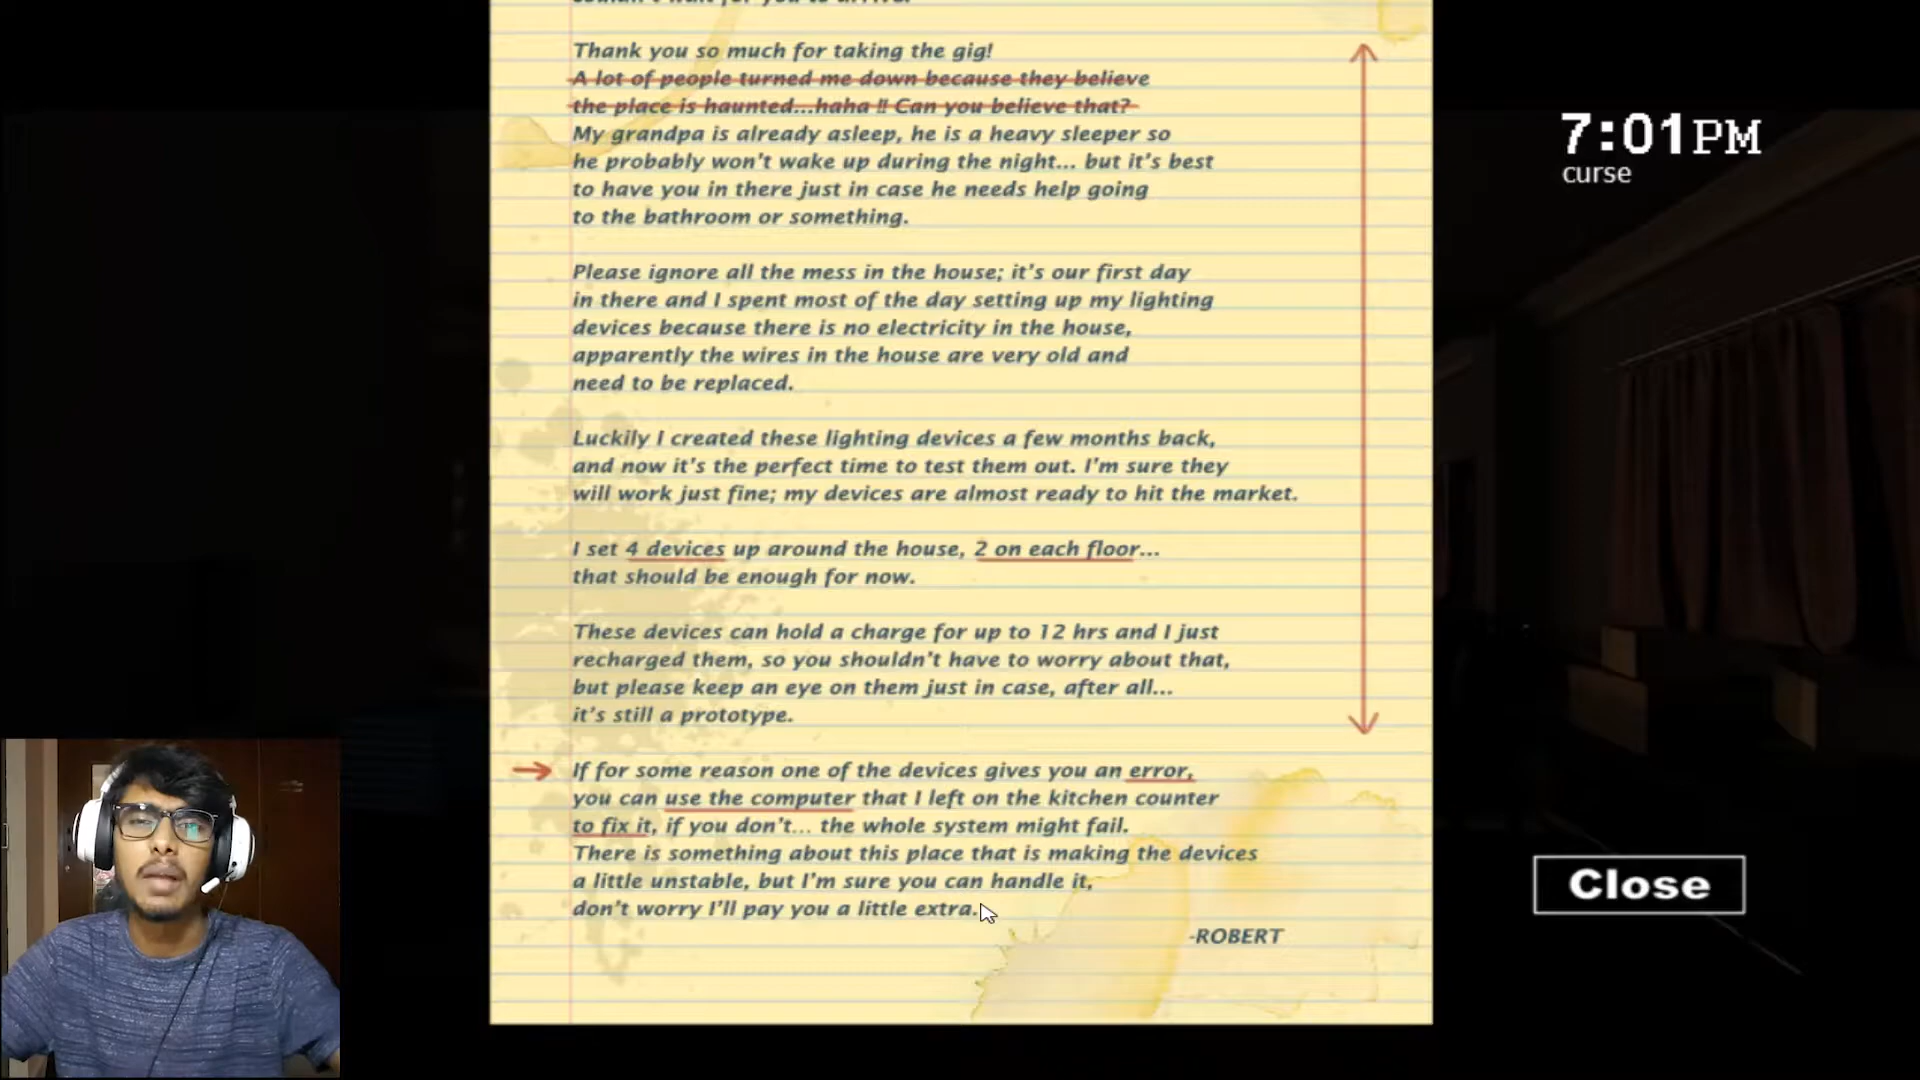 couldn't wait for you to arrive.
Thank you so much for taking the gig!
A lot of people turned me down because they believe
the place is haunted...haha !! Can you believe that?
My grandpa is already asleep, he is a heavy sleeper so
he probably won't wake up during the night... but it's best
to have you in there just in case he needs help going
to the bathroom or something.
Please ignore all the mess in the house; it's our first day
in there and I spent most of the day setting up my lighting
devices because there is no electricity in the house,
apparently the wires in the house are very old and
need to be replaced.
Luckily I created these lighting devices a few months back,
and now it's the perfect time to test them out. I'm sure they
will work just fine; my devices are almost ready to hit the market.
I set 4 devices up around the house, 2 on each floor...
that should be enough for now.
These devices can hold a charge for up to 12 hrs and I just
recharged them, so you shouldn't have to worry about that,
but please keep an eye on them just in case, after all...
it's still a prototype.
If for some reason one of the devices gives you an error,
you can use the computer that I left on the kitchen counter
to fix it, if you don't... the whole system might fail.
There is something about this place that is making the devices
a little unstable, but I'm sure you can handle it,
don't worry I'll pay you a little extra.
-ROBERT
7:01PM
curse
Close